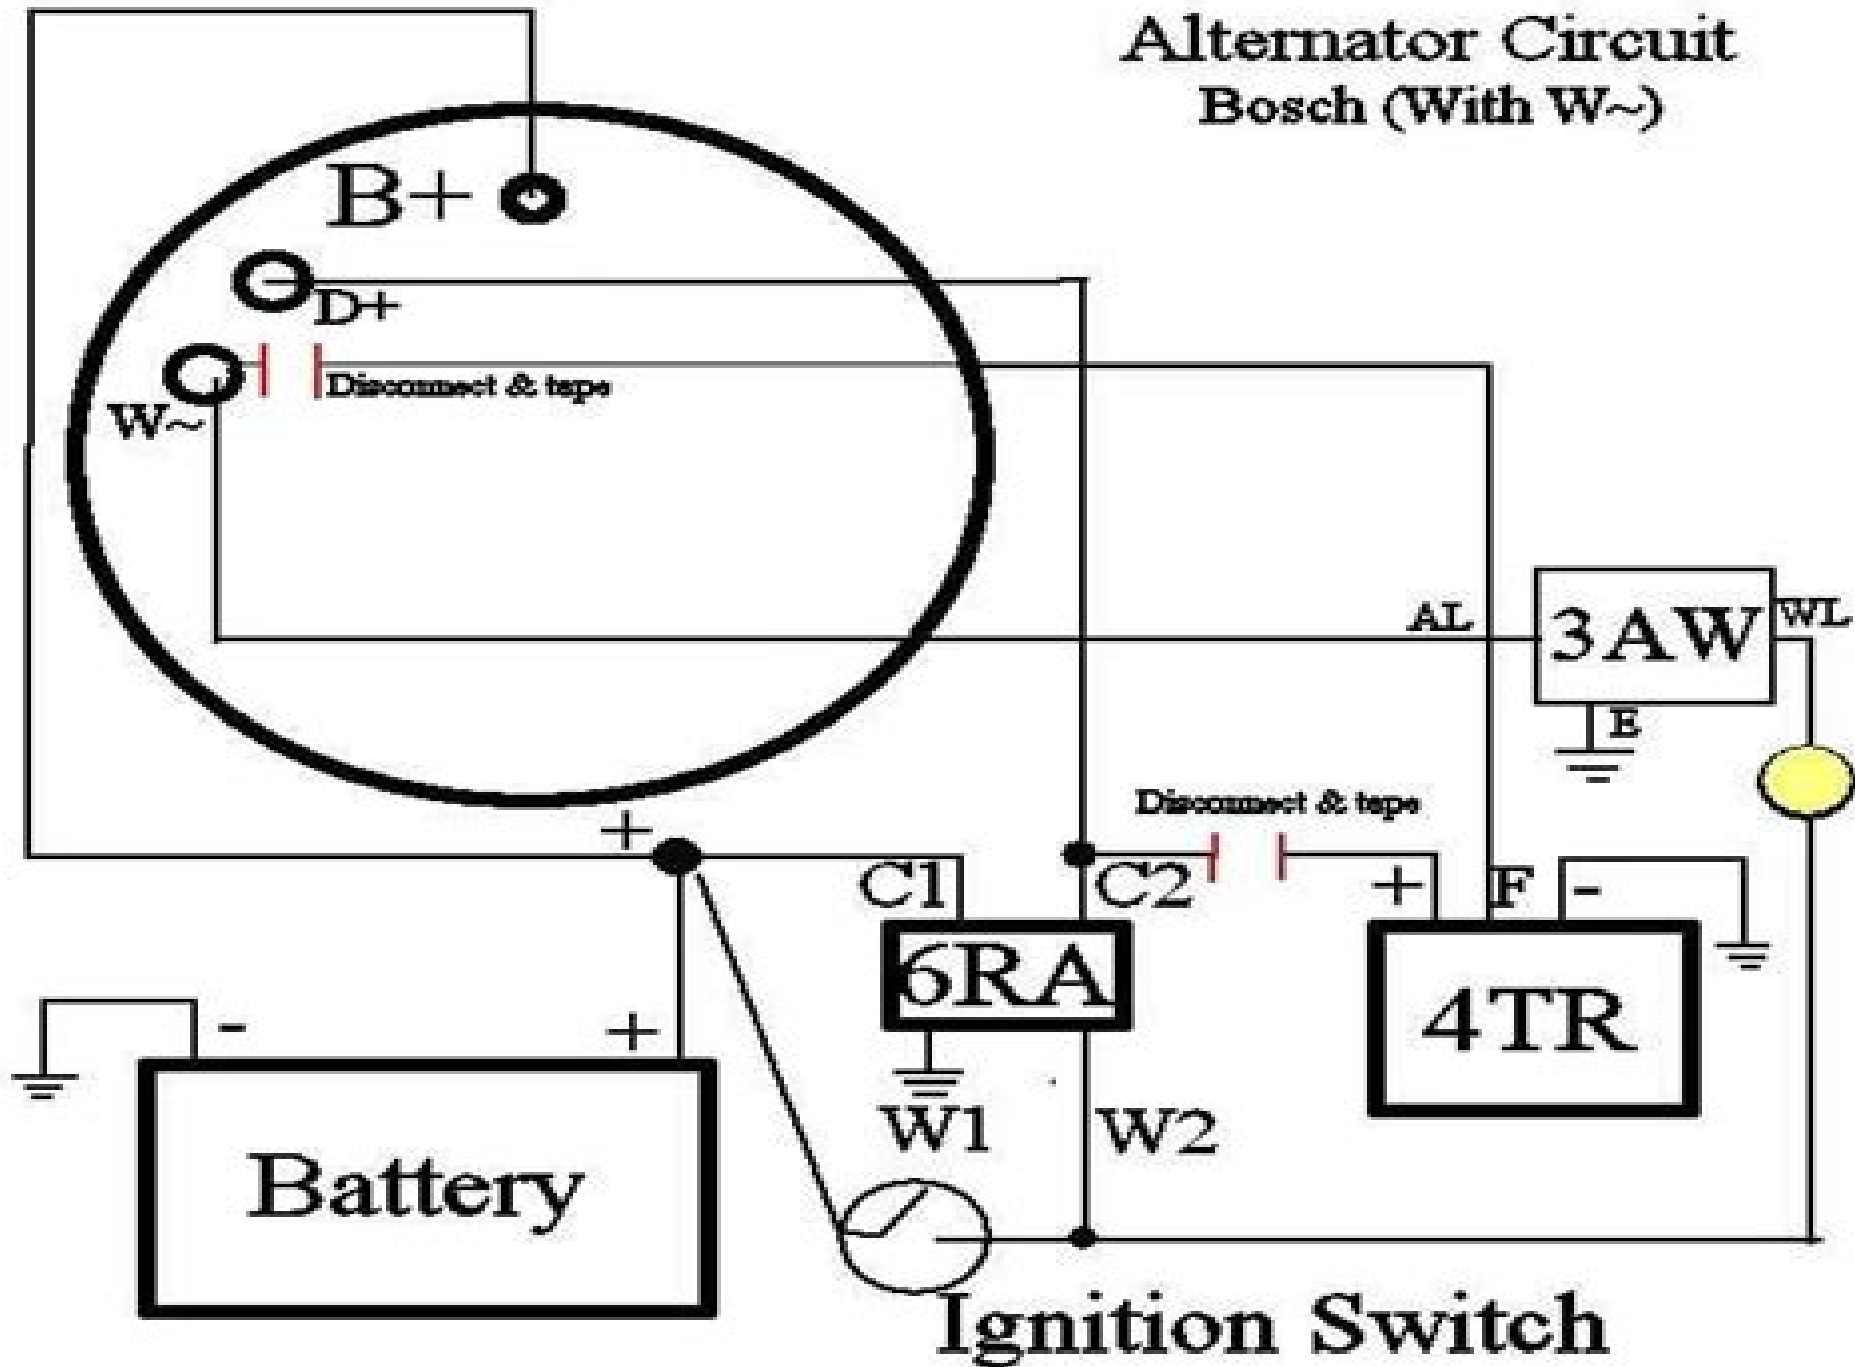 Alternator Circuit
Bosch (With W~)
B+
D+
Disconnect & tape
W~
AL
3AW
WL
E
Disconnect & tape
+
C1
C2
+
F
-
6RA
4TR
-
+
W1
W2
Battery
Ignition Switch